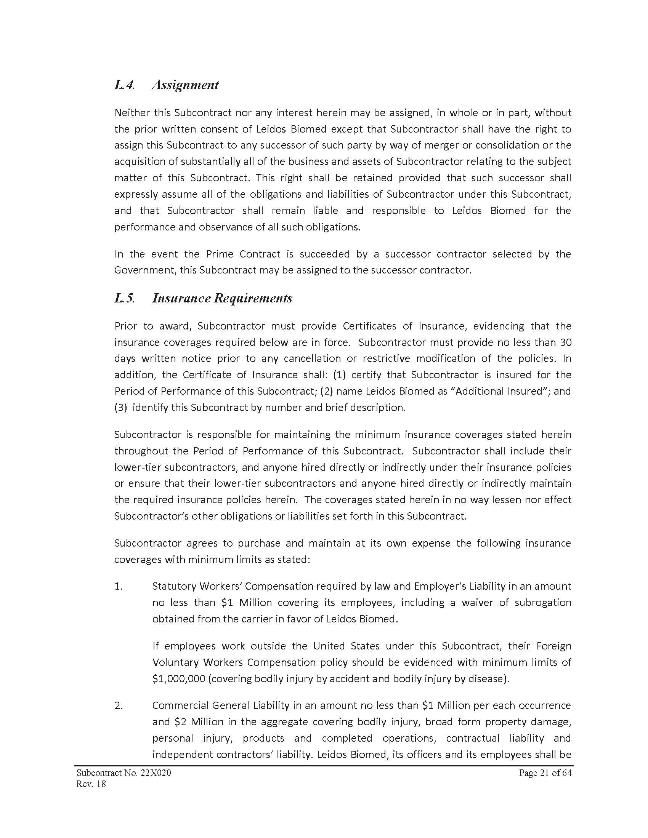 L.4. Assignment
Neither this Subcontract nor any interest herein may be assigned, in whole or in part, without
the prior written consent of Leidos Biomed except that Subcontractor shall have the right to
assign this Subcontract to any successor of such party by way of merger or consolidation or the
acquisition of substantially all of the business and assets of Subcontractor relating to the subject
matter of this Subcontract. This right shall be retained provided that such successor shall
expressly assume all of the obligations and liabilities of Subcontractor under this Subcontract,
and that Subcontractor shall remain liable and responsible to Leidos Biomed for the
performance and observance of all such obligations.
In the event the Prime Contract is succeeded by a successor contractor selected by the
Government, this Subcontract may be assigned to the successor contractor.
L.5. Insurance Requirements
Prior to award, Subcontractor must provide Certificates of Insurance, evidencing that the
insurance coverages required below are in force. Subcontractor must provide no less than 30
days written notice prior to any cancellation or restrictive modification of the policies. In
addition, the Certificate of Insurance shall: (1) certify that Subcontractor is insured for the
Period of Performance of this Subcontract; (2) name Leidos Biomed as “Additional Insured”; and
(3) identify this Subcontract by number and brief description.
Subcontractor is responsible for maintaining the minimum insurance coverages stated herein
throughout the Period of Performance of this Subcontract. Subcontractor shall include their
lower-tier subcontractors, and anyone hired directly or indirectly under their insurance policies
or ensure that their lower-tier subcontractors and anyone hired directly or indirectly maintain
the required insurance policies herein. The coverages stated herein in no way lessen nor effect
Subcontractor’s other obligations or liabilities set forth in this Subcontract.
Subcontractor agrees to purchase and maintain at its own expense the following insurance
coverages with minimum limits as stated:
1. Statutory Workers’ Compensation required by law and Employer’s Liability in an amount
no less than $1 Million covering its employees, including a waiver of subrogation
obtained from the carrier in favor of Leidos Biomed.
If employees work outside the United States under this Subcontract, their Foreign
Voluntary Workers Compensation policy should be evidenced with minimum limits of
$1,000,000 (covering bodily injury by accident and bodily injury by disease).
2. Commercial General Liability in an amount no less than $1 Million per each occurrence
and $2 Million in the aggregate covering bodily injury, broad form property damage,
personal injury, products and completed operations, contractual liability and
independent contractors’ liability. Leidos Biomed, its officers and its employees shall be
Subcontract No. 22X020 Page 21 of 64
Rev. 18